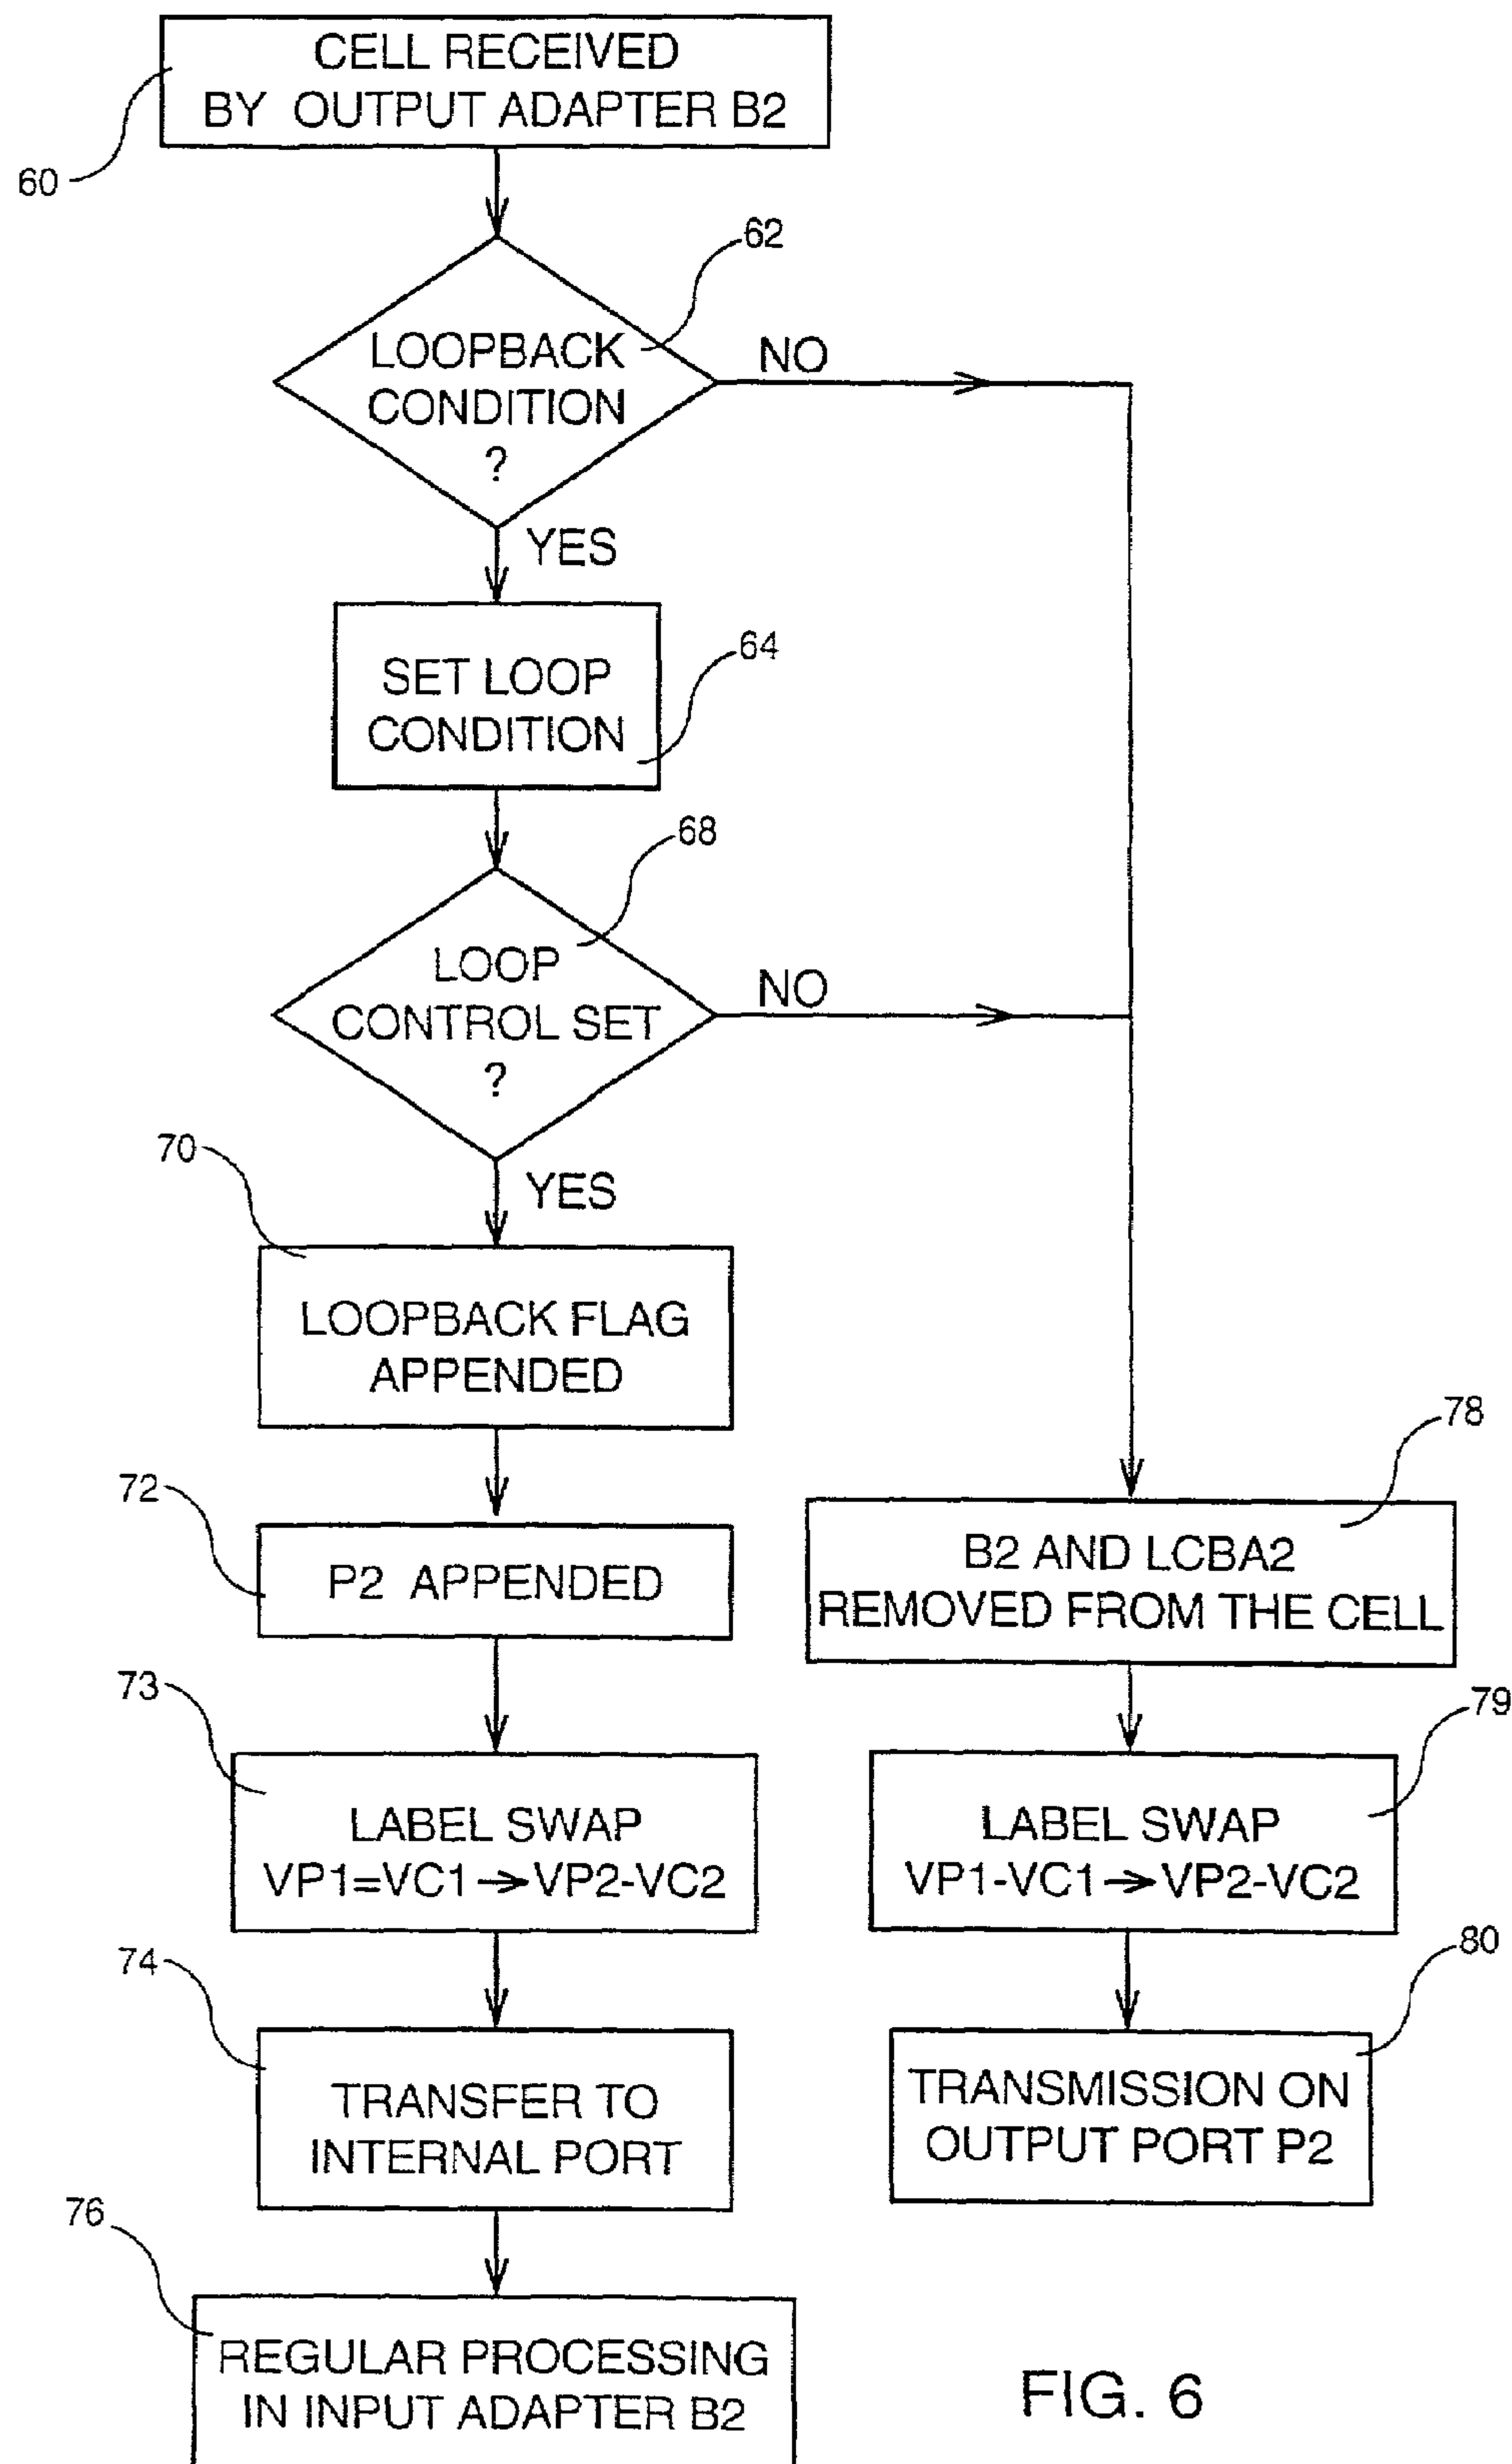 CELL RECEIVED
BY OUTPUT ADAPTER B2
60
62
LOOPBACK
CONDITION
?
NO
YES
64
SET LOOP
CONDITION
68
LOOP
CONTROL SET
?
NO
YES
70
LOOPBACK FLAG
APPENDED
72
P2 APPENDED
73
LABEL SWAP
VP1=VC1→VP2-VC2
74
TRANSFER TO
INTERNAL PORT
76
REGULAR PROCESSING
IN INPUT ADAPTER B2
78
B2 AND LCBA2
REMOVED FROM THE CELL
79
LABEL SWAP
VP1-VC1→VP2-VC2
80
TRANSMISSION ON
OUTPUT PORT P2
FIG. 6